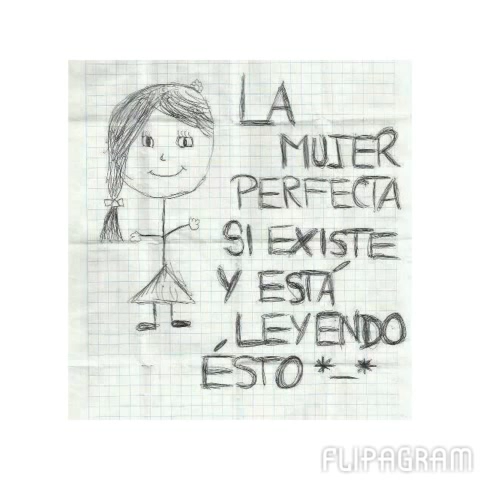 LA
MUJER
PERFECTA
SI EXISTE
Y ESTÁ
LEYENDO
ÉSTO *_*
FLIPAGRAM